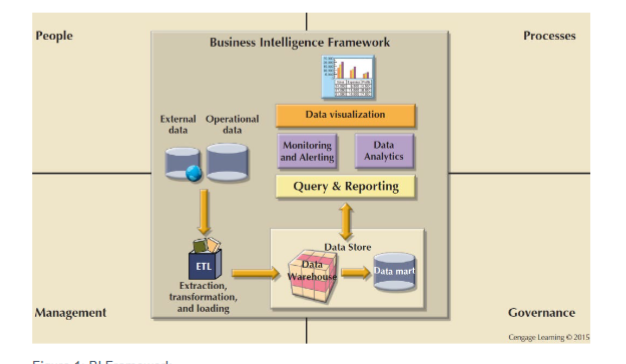 People
Processes
Business Intelligence Framework
Data visualization
External
data
Operational
data
Monitoring
and Alerting
Data
Analytics
Query & Reporting
ETL
Extraction,
transformation,
and loading
Data Store
Data
Warehouse
Data mart
Management
Governance
Cengage Learning © 2015